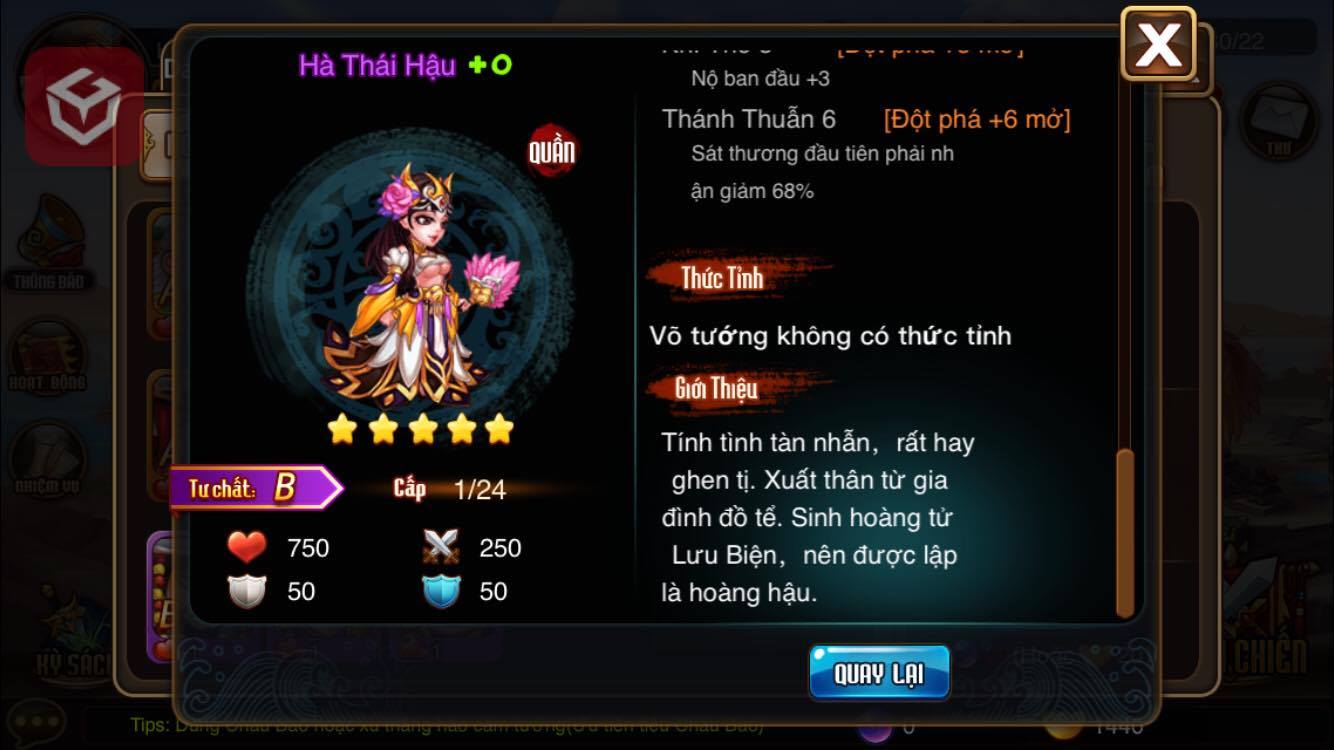 Hà Thái Hậu +0
QUẦN
Tư chất: B
Cấp 1/24
750
250
50
50
Nộ ban đầu +3
Thánh Thuẫn 6 [Đột phá +6 mở]
Sát thương đầu tiên phải nh
ận giảm 68%
Thức Tỉnh
Võ tướng không có thức tỉnh
Giới Thiệu
Tính tình tàn nhẫn, rất hay
ghen tị. Xuất thân từ gia
đình đồ tể. Sinh hoàng tử
Lưu Biện, nên được lập
là hoàng hậu.
QUAY LẠI
X
THÔNG BÁO
HOẠT ĐỘNG
NHIỆM VỤ
THƯ